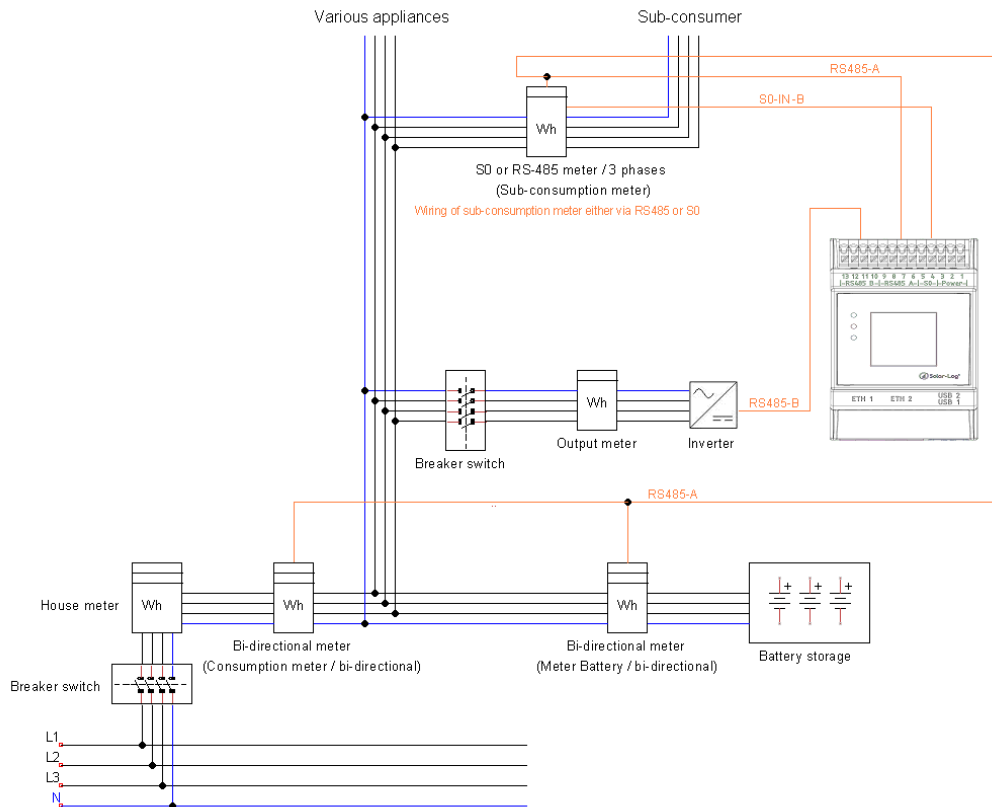 Various appliances
Sub-consumer
RS485-A
S0-IN-B
Wh
S0 or RS-485 meter / 3 phases
(Sub-consumption meter)
Wiring of sub-consumption meter either via RS485 or S0
13 12 11 10 9 8 7 6 5 4 3 2 1
|-RS485 B-|-RS485 A-|-S0-|-Power-|
Solar-Log®
ETH 1 ETH 2 USB 2
USB 1
Wh
RS485-B
Breaker switch
Output meter
Inverter
RS485-A
House meter
Wh
Wh
Wh
Bi-directional meter
(Consumption meter / bi-directional)
Bi-directional meter
(Meter Battery / bi-directional)
+ + +
Battery storage
Breaker switch
L1
L2
L3
N